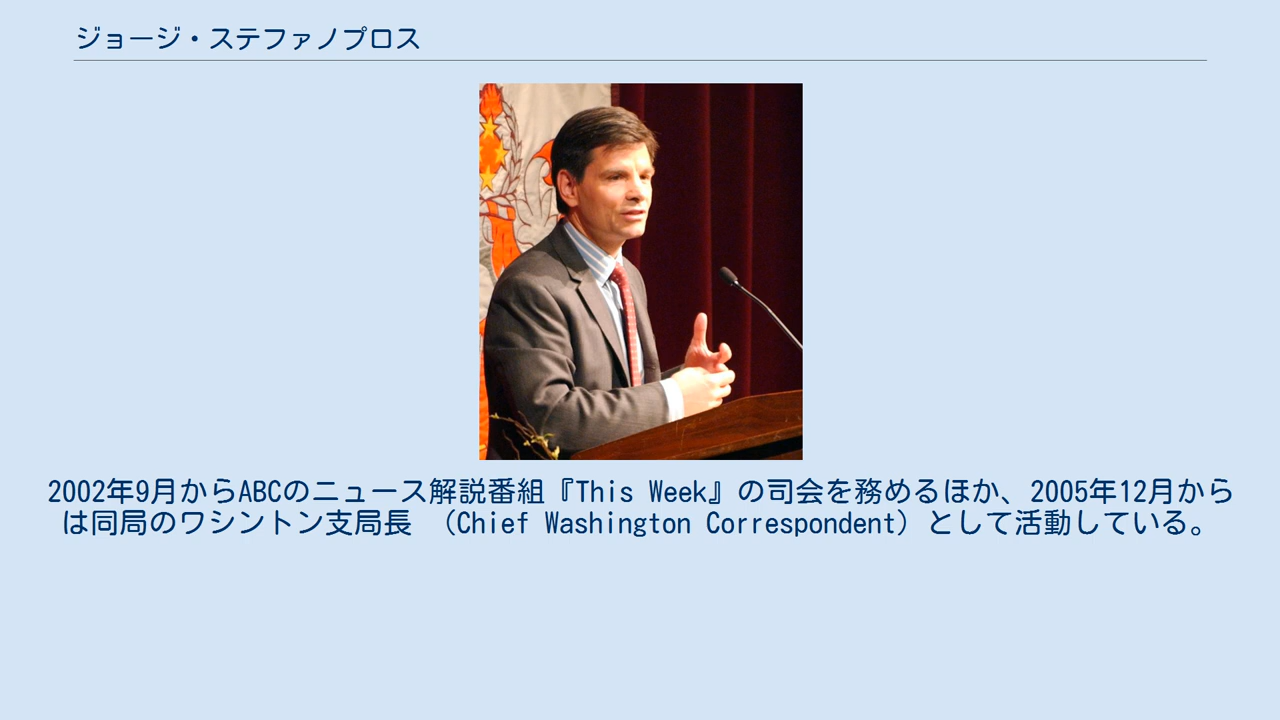 ジョージ・ステファノプロス
2002年9月からABCのニュース解説番組『This Week』の司会を務めるほか、2005年12月から
は同局のワシントン支局長 （Chief Washington Correspondent）として活動している。